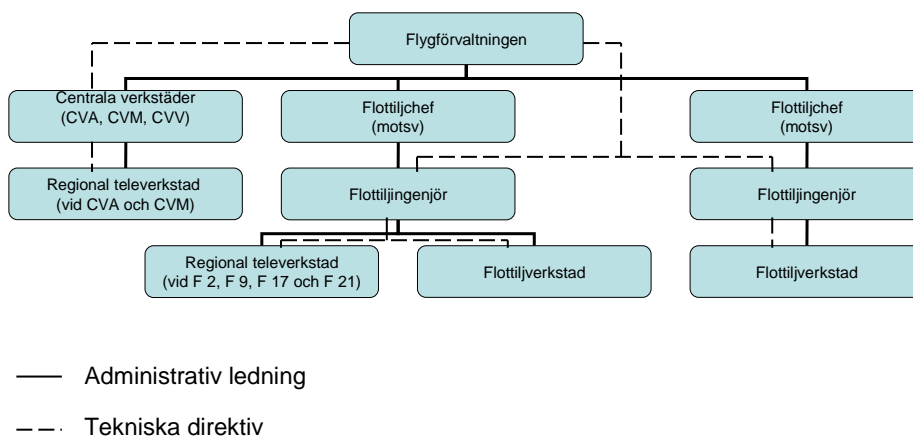 Flygförvaltningen
Centrala verkstäder
(CVA, CVM, CVV)
Flottiljchef
(motsv)
Flottiljchef
(motsv)
Regional televerkstad
(vid CVA och CVM)
Flottiljingenjör
Flottiljingenjör
Regional televerkstad
(vid F 2, F 9, F 17 och F 21)
Flottiljverkstad
Flottiljverkstad
Administrativ ledning
Tekniska direktiv